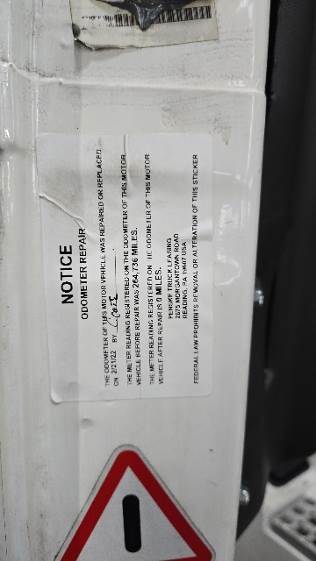 NOTICE
ODOMETER REPAIR
THE ODOMETER OF THIS MOTOR VEHICLE WAS REPAIRED OR REPLACED
ON 2/21/22 BY
THE METER READING REGISTERED ON THE ODOMETER OF THIS MOTOR
VEHICLE BEFORE REPAIR WAS 264,736 MILES.
THE METER READING REGISTERED ON THE ODOMETER OF THIS MOTOR
VEHICLE AFTER REPAIR IS 0 MILES.
PENSKE TRUCK LEASING
2675 MORGANTOWN ROAD
READING, PA 19607 USA
FEDERAL LAW PROHIBITS REMOVAL OR ALTERATION OF THIS STICKER